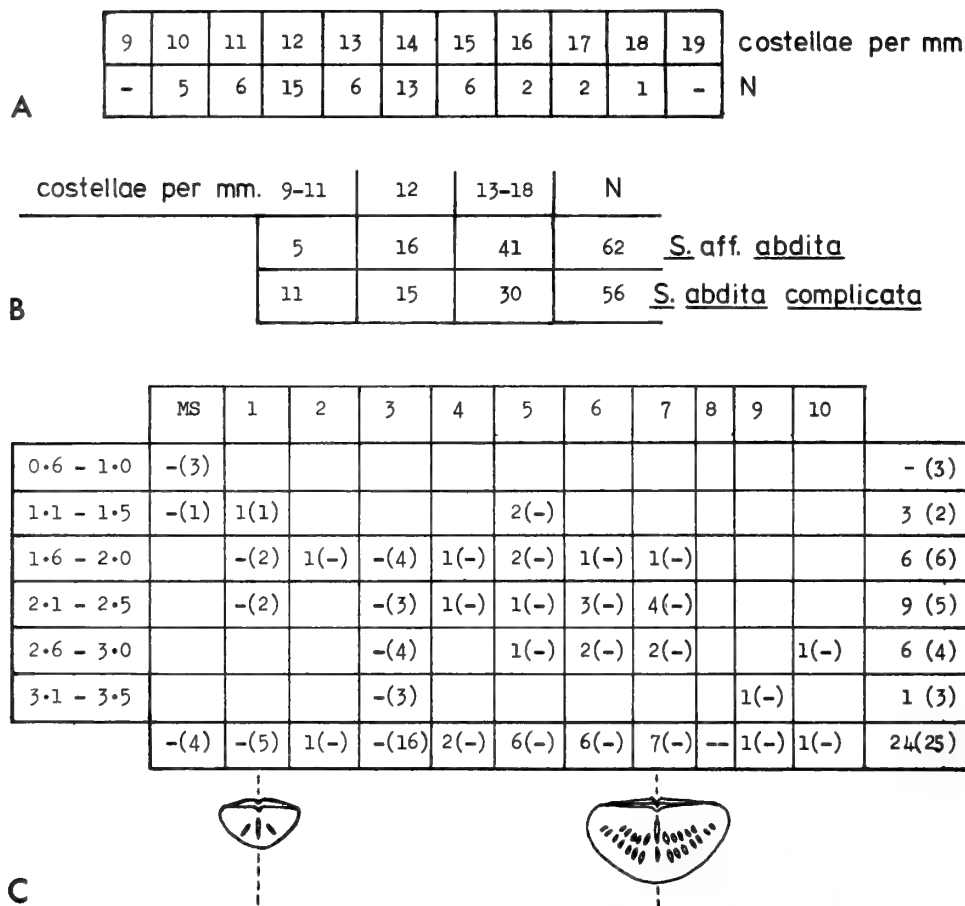 9 10 11 12 13 14 15 16 17 18 19 costellae per mm
- 5 6 15 6 13 6 2 2 1 - N
A
costellae per mm. 9-11 12 13-18 N
5 16 41 62 S. aff. abdita
11 15 30 56 S. abdita complicata
B
MS 1 2 3 4 5 6 7 8 9 10
0·6 - 1·0 -(3) - (3)
1·1 - 1·5 -(1) 1(1) 2(-) 3 (2)
1·6 - 2·0 -(2) 1(-) -(4) 1(-) 2(-) 1(-) 1(-) 6 (6)
2·1 - 2·5 -(2) -(3) 1(-) 1(-) 3(-) 4(-) 9 (5)
2·6 - 3·0 -(4) 1(-) 2(-) 2(-) 1(-) 6 (4)
3·1 - 3·5 -(3) 1(-) 1 (3)
-(4) -(5) 1(-) -(16) 2(-) 6(-) 6(-) 7(-) -- 1(-) 1(-) 24(25)
C